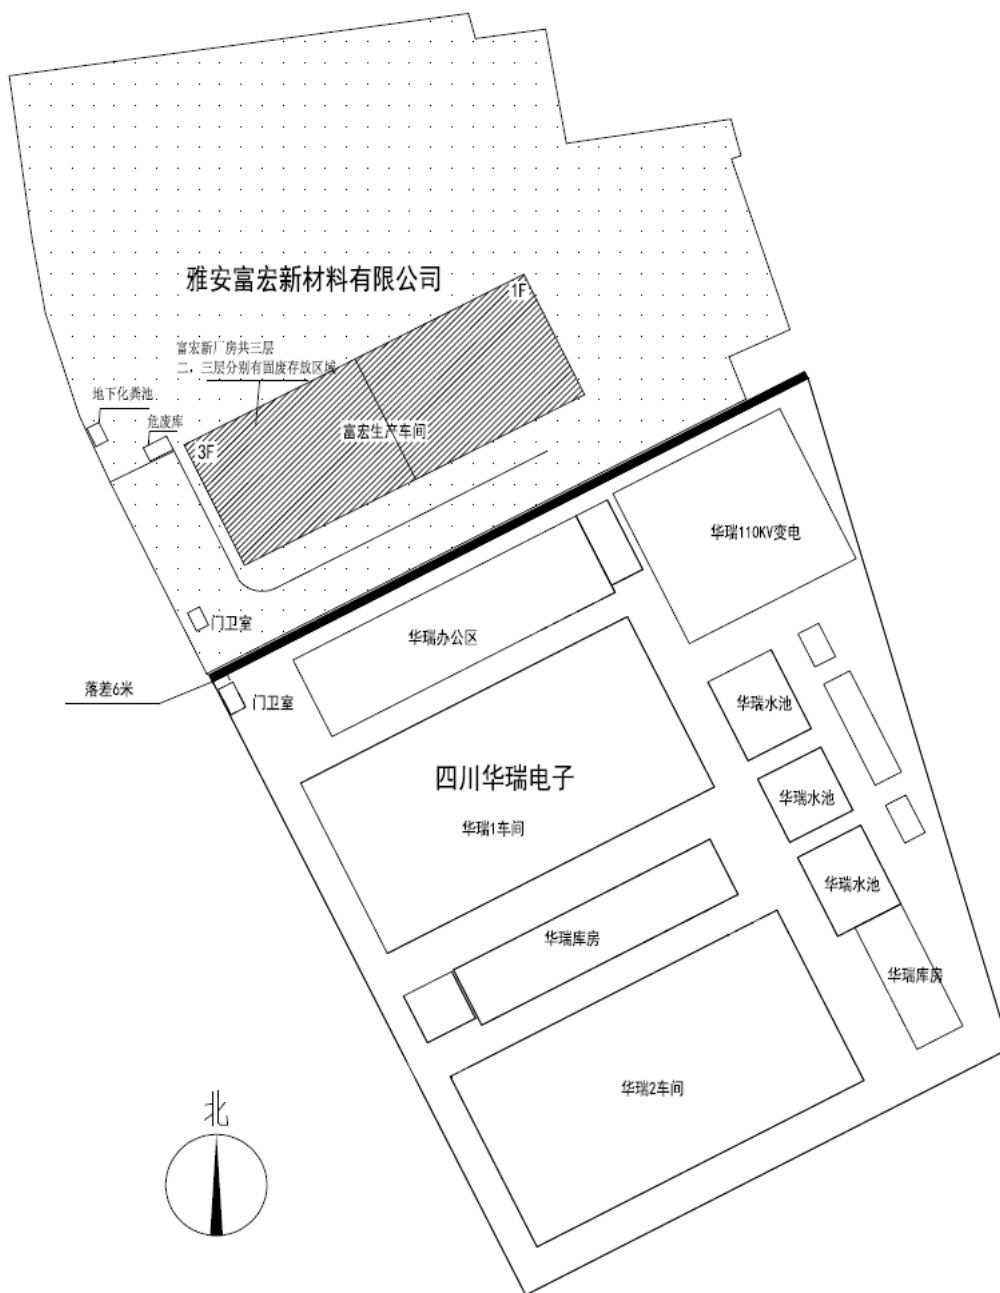 雅安富宏新材料有限公司
1F
富宏新厂房共三层
二，三层分别有固废存放区域
地下化粪池
危废库
富宏生产车间
3F
华瑞110KV变电
门卫室
华瑞办公区
落差6米
门卫室
华瑞水池
四川华瑞电子
华瑞水池
华瑞1车间
华瑞水池
华瑞库房
华瑞库房
华瑞2车间
北